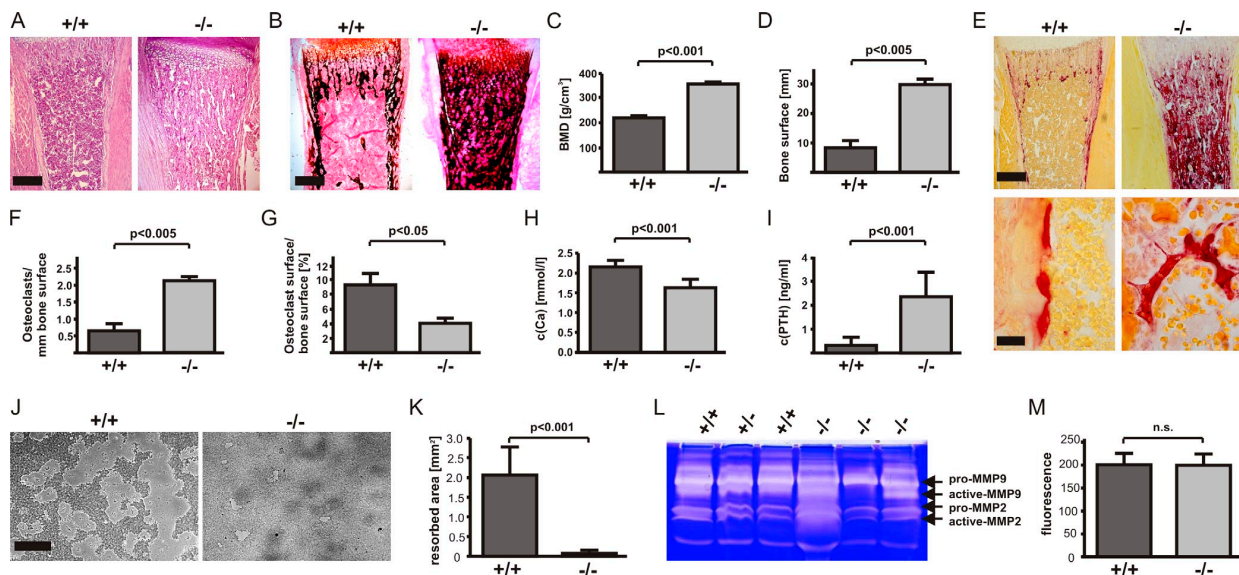 A
+/+
-/-
B
+/+
-/-
C
p<0.001
BMD [g/cm³]
400
300
200
100
+/+
-/-
D
p<0.005
Bone surface [mm]
30
20
10
0
+/+
-/-
E
+/+
-/-
F
p<0.005
Osteoclasts/
mm bone surface
2.5
2.0
1.5
1.0
0.5
+/+
-/-
G
p<0.05
Osteoclast surface/
bone surface [%]
12
10
8
6
4
2
0
+/+
-/-
H
p<0.001
c(Ca) [mmol/l]
2.5
2.0
1.5
1.0
0.5
0.0
+/+
-/-
I
p<0.001
c(PTH) [ng/ml]
4
3
2
1
0
+/+
-/-
J
+/+
-/-
K
p<0.001
resorbed area [mm²]
3.0
2.5
2.0
1.5
1.0
0.5
0
+/+
-/-
L
+/+
+/-
+/+
-/-
-/-
-/-
pro-MMP9
active-MMP9
pro-MMP2
active-MMP2
M
n.s.
fluorescence
250
200
150
100
50
0
+/+
-/-